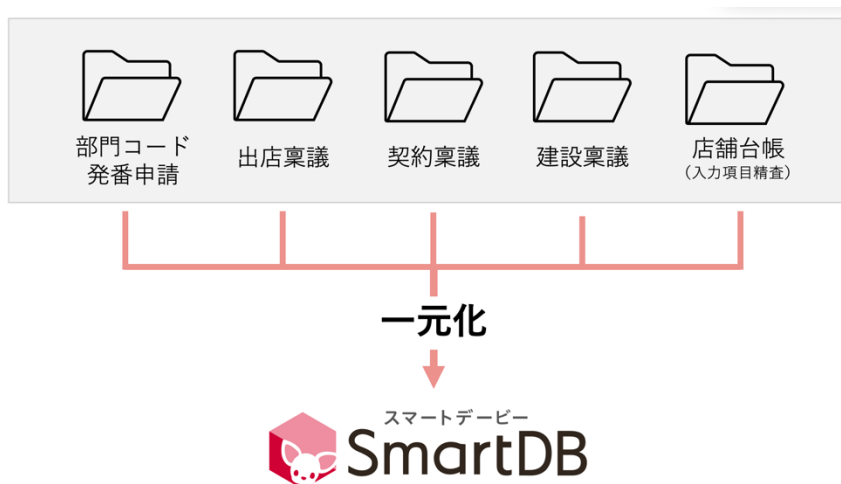 部門コード
発番申請
出店稟議
契約稟議
建設稟議
店舗台帳
(入力項目精査)
一元化
スマートデービー
SmartDB